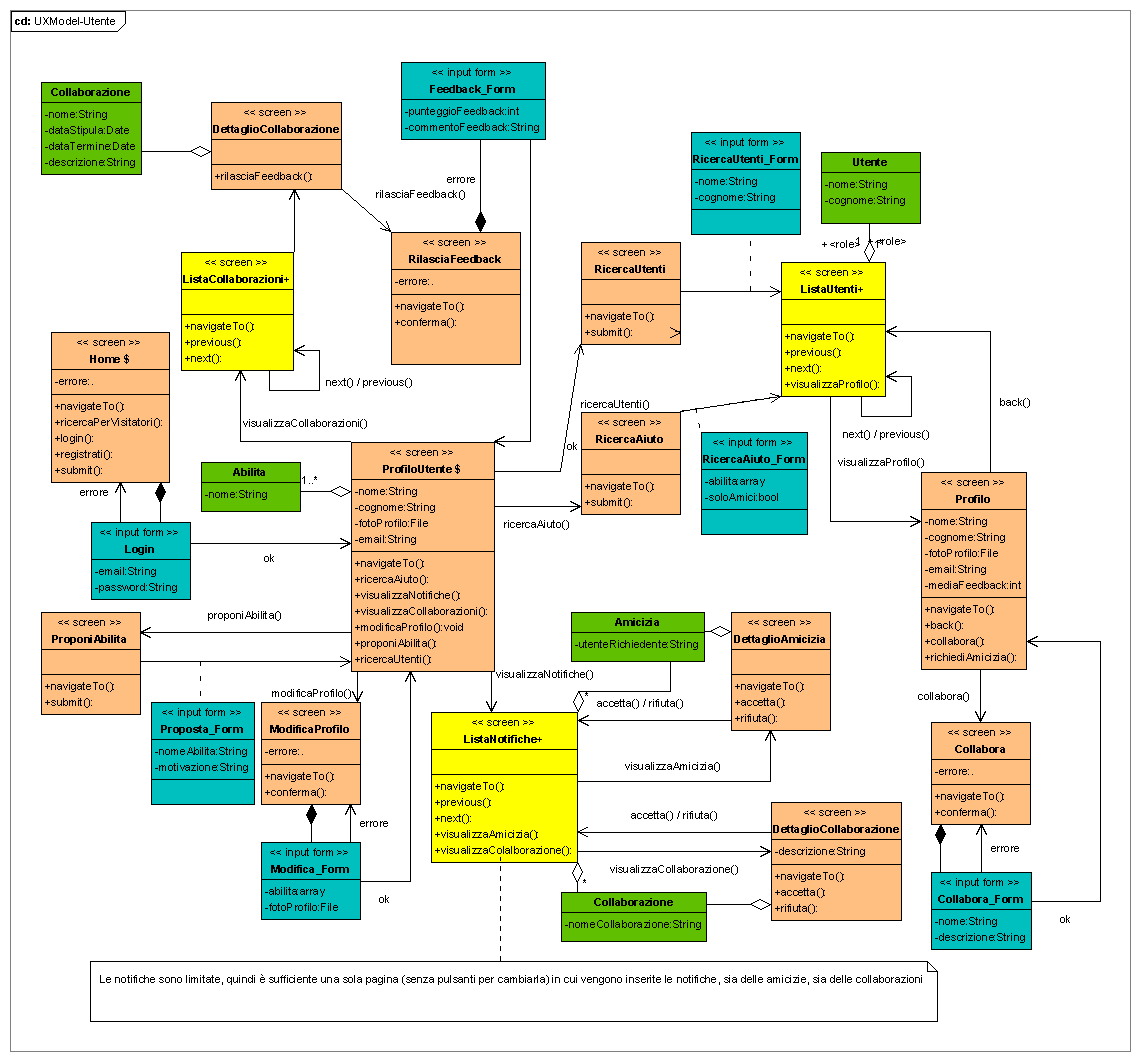 cd: UXModel-Utente
Collaborazione
-nome:String
-dataStipula:Date
-dataTermine:Date
-descrizione:String
<< screen >>
DettaglioCollaborazione
+rilasciaFeedback():
<< input form >>
Feedback_Form
-punteggioFeedback:int
-commentoFeedback:String
errore
rilasciaFeedback()
<< screen >>
RilasciaFeedback
-errore:.
+navigateTo():
+conferma():
<< input form >>
RicercaUtenti_Form
-nome:String
-cognome:String
Utente
-nome:String
-cognome:String
+ <role>
1
+ <role>
<< screen >>
ListaCollaborazioni+
+navigateTo():
+previous():
+next():
next() / previous()
visualizzaCollaborazioni()
<< screen >>
RicercaUtenti
+navigateTo():
+submit():
<< screen >>
ListaUtenti+
+navigateTo():
+previous():
+next():
+visualizzaProfilo():
next() / previous()
visualizzaProfilo()
back()
<< screen >>
Home $
-errore:.
+navigateTo():
+ricercaPerVisitatori():
+login():
+registrati():
+submit():
errore
<< input form >>
Login
-email:String
-password:String
ok
Abilita
-nome:String
1..*
<< screen >>
ProfiloUtente $
-nome:String
-cognome:String
-fotoProfilo:File
-email:String
+navigateTo():
+ricercaAiuto():
+visualizzaNotifiche():
+visualizzaCollaborazioni():
+modificaProfilo():void
+proponiAbilita():
+ricercaUtenti():
ricercaUtenti()
ok
ricercaAiuto()
<< screen >>
RicercaAiuto
+navigateTo():
+submit():
<< input form >>
RicercaAiuto_Form
-abilita:array
-soloAmici:bool
<< screen >>
Profilo
-nome:String
-cognome:String
-fotoProfilo:File
-email:String
-mediaFeedback:int
+navigateTo():
+back():
+collabora():
+richiediAmicizia():
proponiAbilita()
<< screen >>
ProponiAbilita
+navigateTo():
+submit():
<< input form >>
Proposta_Form
-nomeAbilita:String
-motivazione:String
modificaProfilo()
<< screen >>
ModificaProfilo
-errore:.
+navigateTo():
+conferma():
errore
<< input form >>
Modifica_Form
-abilita:array
-fotoProfilo:File
ok
visualizzaNotifiche()
<< screen >>
ListaNotifiche+
+navigateTo():
+previous():
+next():
+visualizzaAmicizia():
+visualizzaColalborazione():
Amicizia
-utenteRichiedente:String
*
accetta() / rifiuta()
<< screen >>
DettaglioAmicizia
+navigateTo():
+accetta():
+rifiuta():
visualizzaAmicizia()
accetta() / rifiuta()
<< screen >>
DettaglioCollaborazione
-descrizione:String
+navigateTo():
+accetta():
+rifiuta():
visualizzaCollaborazione()
*
Collaborazione
-nomeCollaborazione:String
collabora()
<< screen >>
Collabora
-errore:.
+navigateTo():
+conferma():
errore
<< input form >>
Collabora_Form
-nome:String
-descrizione:String
ok
Le notifiche sono limitate, quindi è sufficiente una sola pagina (senza pulsanti per cambiarla) in cui vengono inserite le notifiche, sia delle amicizie, sia delle collaborazioni